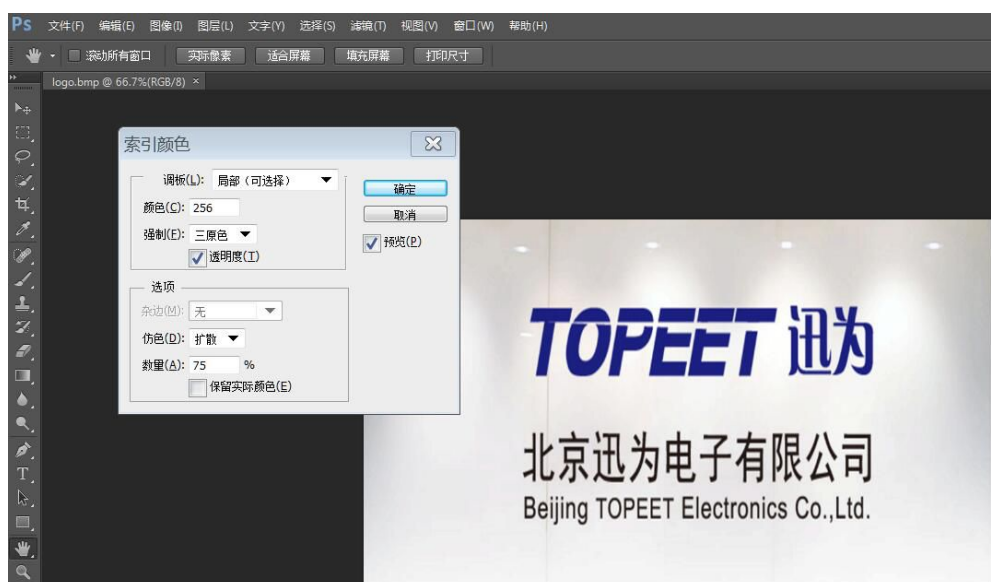 Ps 文件(F) 编辑(E) 图像(I) 图层(L) 文字(Y) 选择(S) 滤镜(T) 视图(V) 窗口(W) 帮助(H)
滚动所有窗口 实际像素 适合屏幕 填充屏幕 打印尺寸
logo.bmp @ 66.7%(RGB/8) ×
索引颜色
调板(L): 局部（可选择）
颜色(C): 256
强制(F): 三原色
透明度(T)
选项
杂边(M): 无
仿色(D): 扩散
数量(A): 75 %
保留实际颜色(E)
确定
取消
预览(P)
TOPEET 迅为
北京迅为电子有限公司
Beijing TOPEET Electronics Co.,Ltd.
T